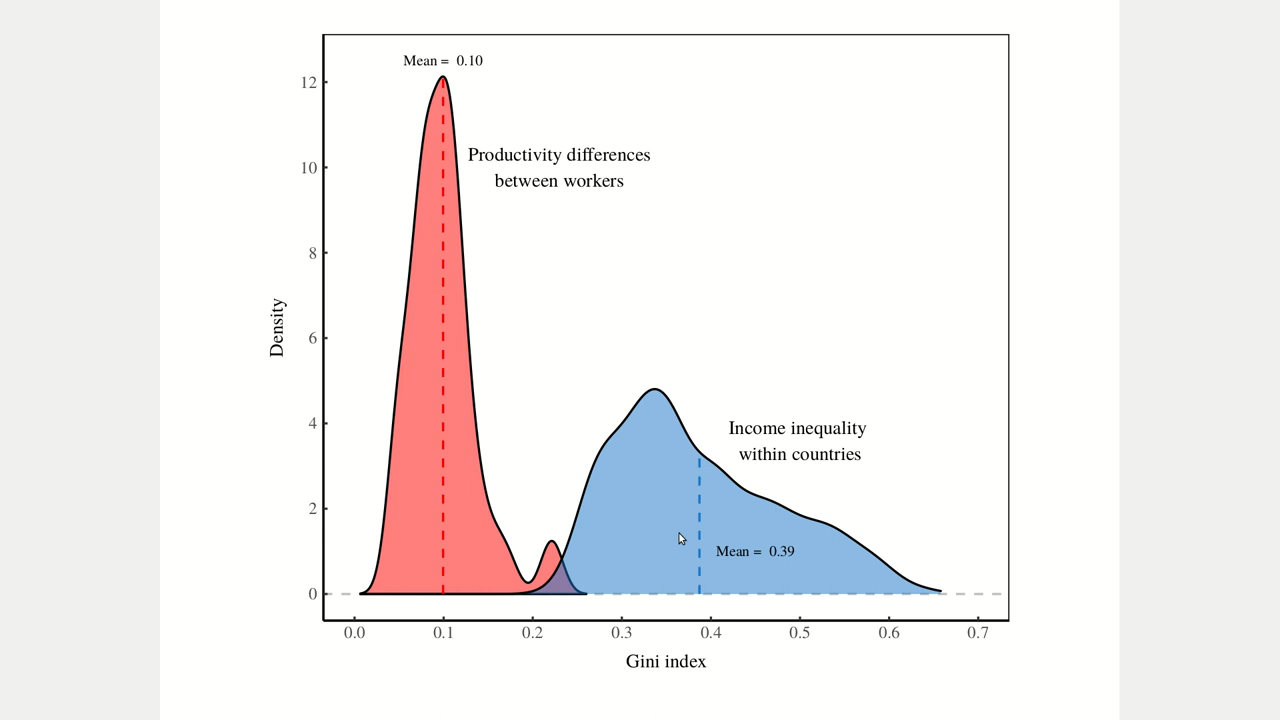 Mean = 0.10
12
Productivity differences
between workers
10
8
Density
6
4
Income inequality
within countries
2
Mean = 0.39
0
0.0 0.1 0.2 0.3 0.4 0.5 0.6 0.7
Gini index